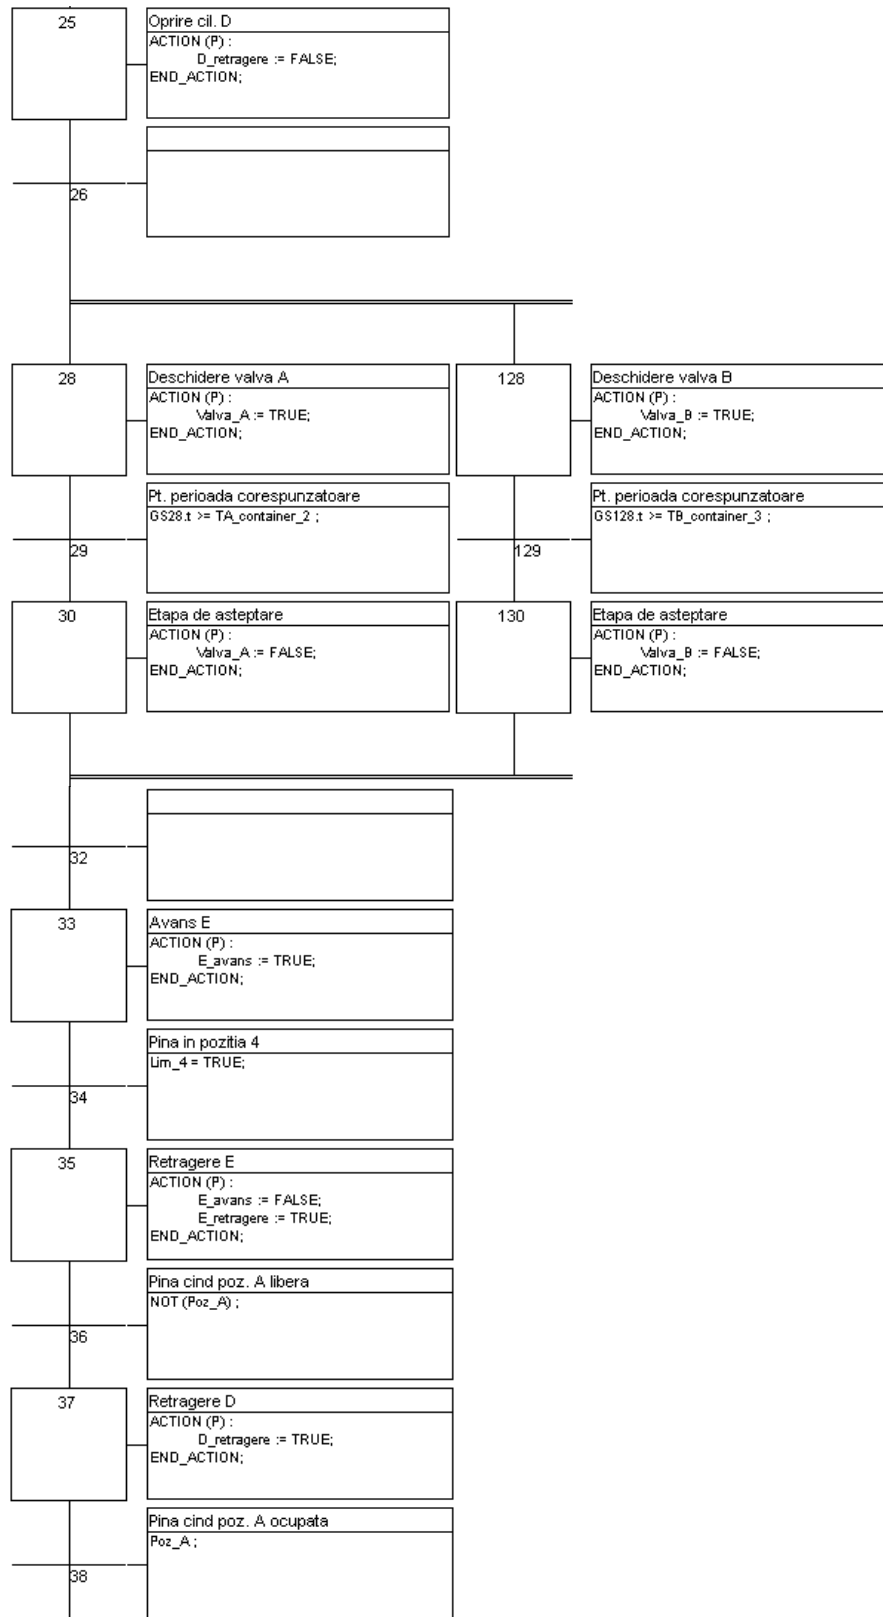 25
Oprire cil. D
ACTION (P) :
D_retragere := FALSE;
END_ACTION;
26
28
Deschidere valva A
ACTION (P) :
Valva_A := TRUE;
END_ACTION;
128
Deschidere valva B
ACTION (P) :
Valva_B := TRUE;
END_ACTION;
Pt. perioada corespunzatoare
GS28.t >= TA_container_2 ;
29
Pt. perioada corespunzatoare
GS128.t >= TB_container_3 ;
129
30
Etapa de asteptare
ACTION (P) :
Valva_A := FALSE;
END_ACTION;
130
Etapa de asteptare
ACTION (P) :
Valva_B := FALSE;
END_ACTION;
32
33
Avans E
ACTION (P) :
E_avans := TRUE;
END_ACTION;
Pina in pozitia 4
Lim_4 = TRUE;
34
35
Retragere E
ACTION (P) :
E_avans := FALSE;
E_retragere := TRUE;
END_ACTION;
Pina cind poz. A libera
NOT (Poz_A) ;
36
37
Retragere D
ACTION (P) :
D_retragere := TRUE;
END_ACTION;
Pina cind poz. A ocupata
Poz_A ;
38